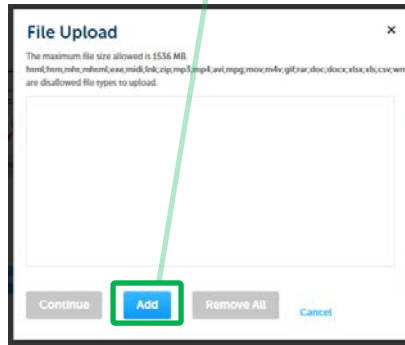 File Upload
×
The maximum file size allowed is 1536 MB.
html;htm;mht;mhtml;exe;midi;lnk;zip;mp3;mp4;avi;mpg;mov;m4v;gif;rar;doc;docx;xlsx;xls;csv;wm
are disallowed file types to upload.
Continue
Add
Remove All
Cancel